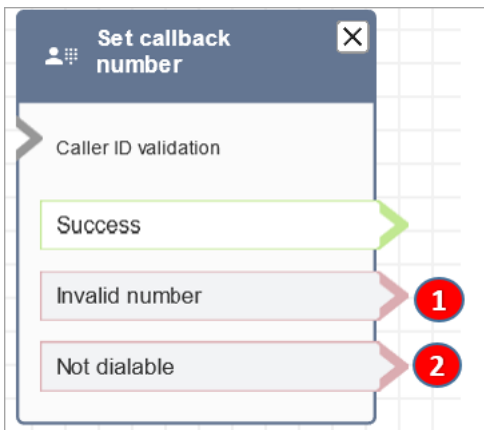 Set callback
number
Caller ID validation
Success
Invalid number
1
Not dialable
2